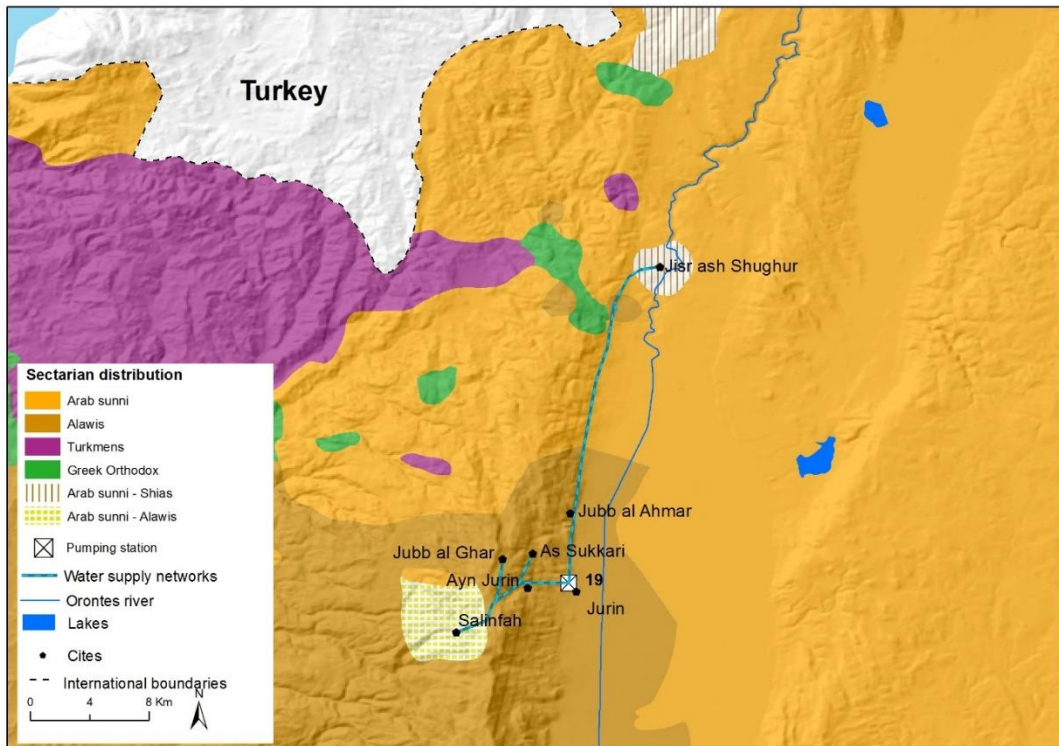 Turkey
Jisr ash Shughur
Jubb al Ahmar
Jubb al Ghar
As Sukkari
Ayn Jurin
19
Jurin
Salinfah
Sectarian distribution
Arab sunni
Alawis
Turkmens
Greek Orthodox
Arab sunni - Shias
Arab sunni - Alawis
Pumping station
Water supply networks
Orontes river
Lakes
Cites
International boundaries
N
0 4 8 Km